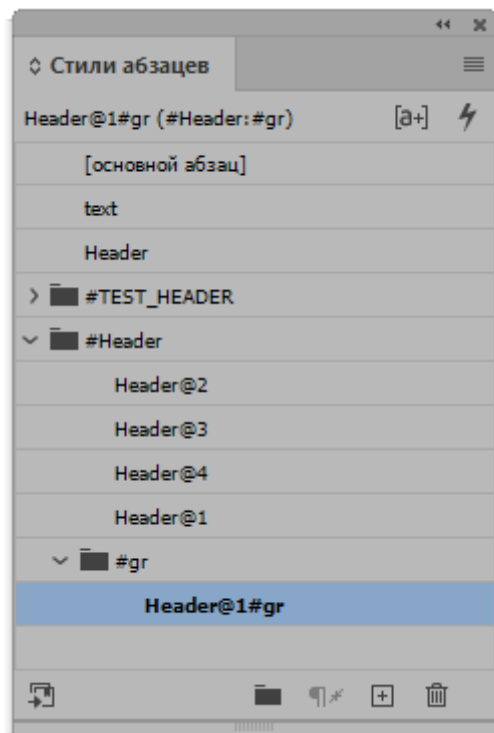 Стили абзацев
Header@1#gr (#Header:#gr) [a+]
[основной абзац]
text
Header
#TEST_HEADER
#Header
Header@2
Header@3
Header@4
Header@1
#gr
Header@1#gr